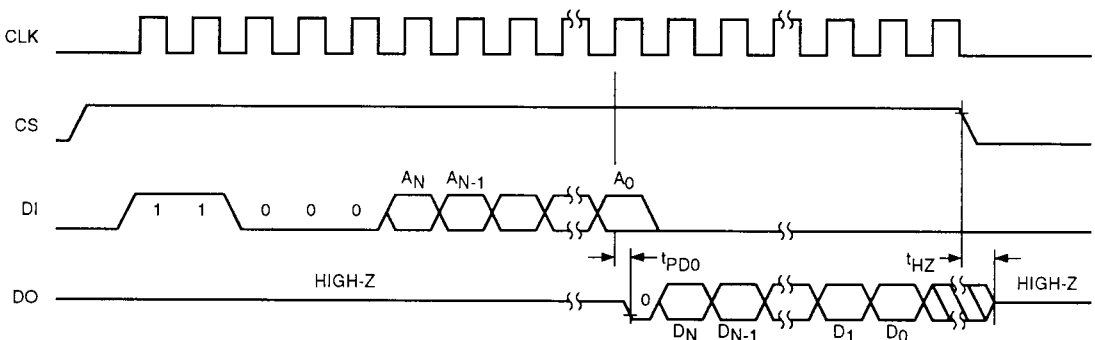 CLK
CS
DI 1 1 0 0 0 AN AN-1 A0
tPD0 tHZ
DO HIGH-Z 0 DN DN-1 D1 D0 HIGH-Z